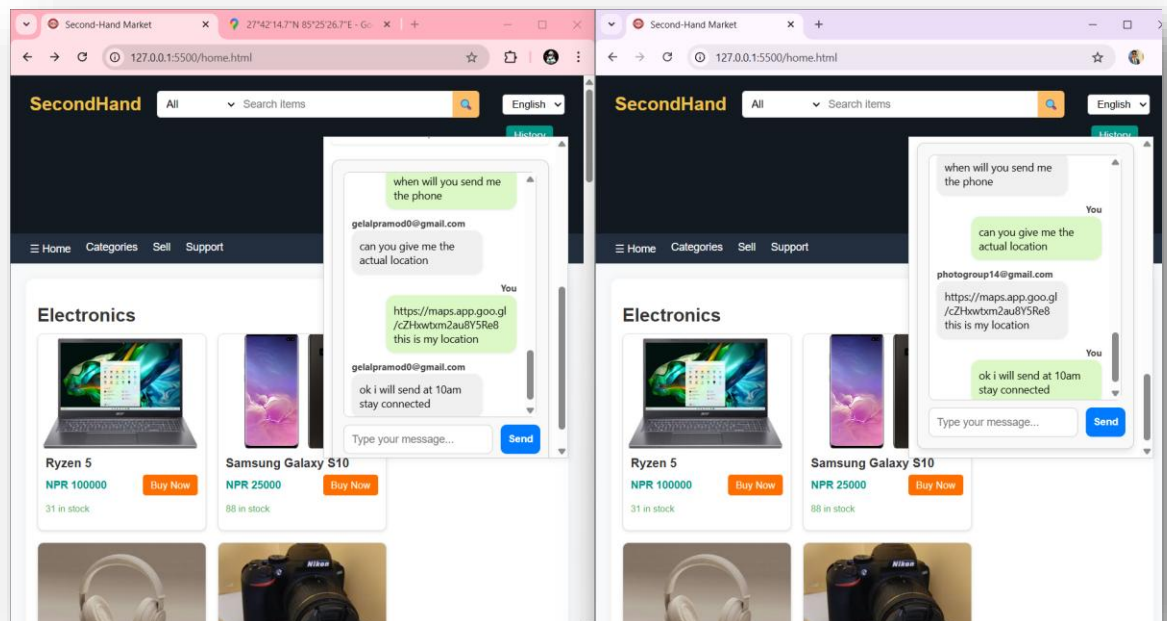 Second-Hand Market
27°42'14.7"N 85°25'26.7"E - Go
127.0.0.1:5500/home.html
SecondHand
All
Search items
English
History
☰ Home Categories Sell Support
when will you send me
the phone
gelalpramod0@gmail.com
can you give me the
actual location
You
https://maps.app.goo.gl
/cZHxwtxm2au8Y5Re8
this is my location
gelalpramod0@gmail.com
ok i will send at 10am
stay connected
Type your message...
Send
Electronics
Ryzen 5
NPR 100000
Buy Now
31 in stock
Samsung Galaxy S10
NPR 25000
Buy Now
88 in stock
Nikon
Second-Hand Market
127.0.0.1:5500/home.html
SecondHand
All
Search items
English
History
☰ Home Categories Sell Support
when will you send me
the phone
You
can you give me the
actual location
photogroup14@gmail.com
https://maps.app.goo.gl
/cZHxwtxm2au8Y5Re8
this is my location
You
ok i will send at 10am
stay connected
Type your message...
Send
Electronics
Ryzen 5
NPR 100000
Buy Now
31 in stock
Samsung Galaxy S10
NPR 25000
Buy Now
88 in stock
Nikon